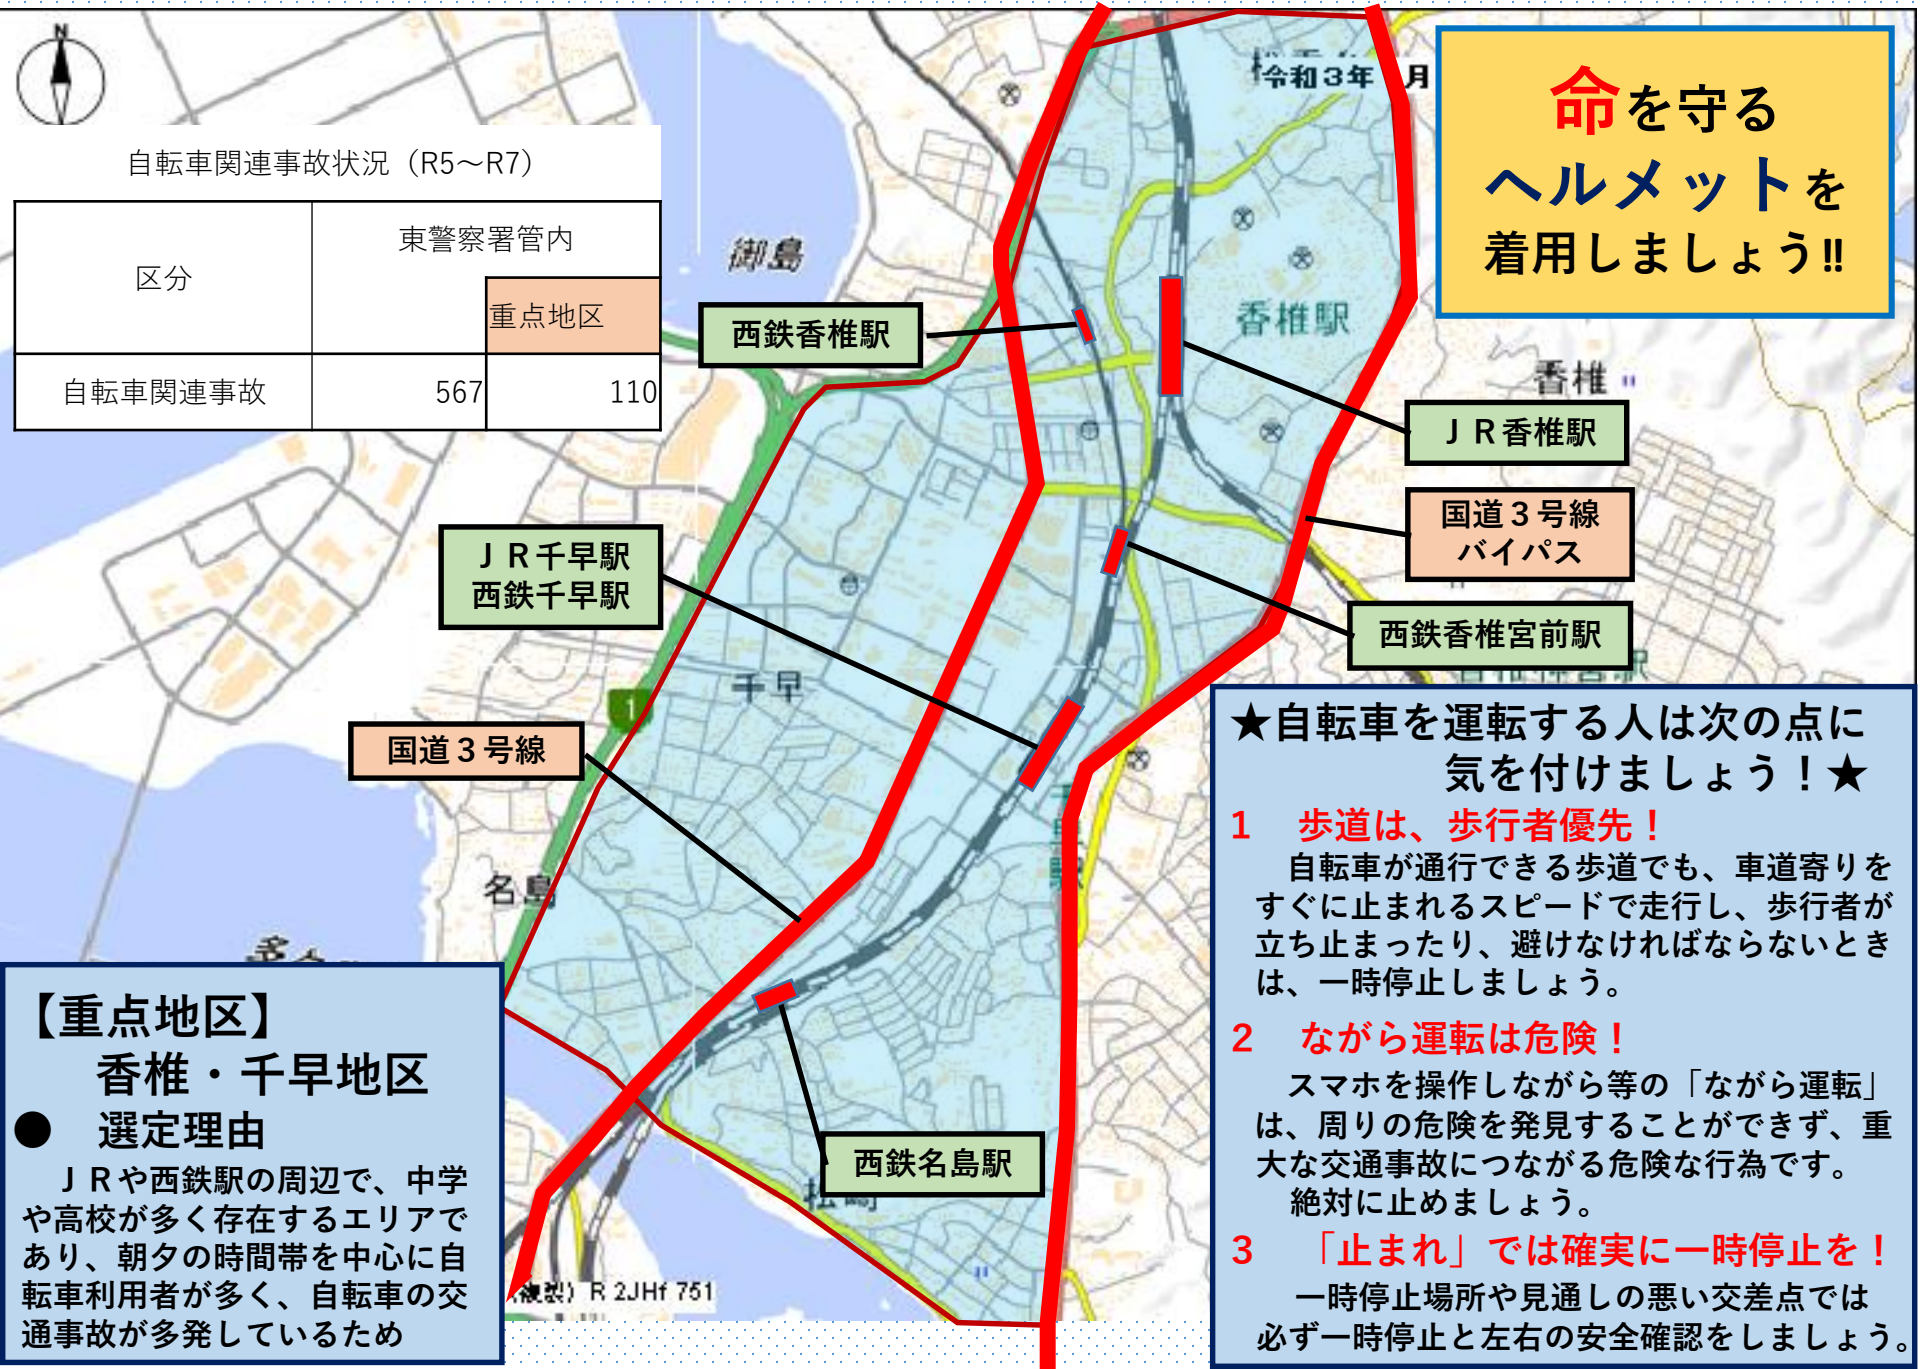 N
自転車関連事故状況（R5～R7）
区分
東警察署管内
重点地区
自転車関連事故
567
110
令和3年
月
命を守る
ヘルメットを
着用しましょう‼
御島
西鉄香椎駅
香椎駅
香椎
ＪＲ香椎駅
国道３号線
バイパス
ＪＲ千早駅
西鉄千早駅
西鉄香椎宮前駅
千早
1
国道３号線
名島
西鉄名島駅
複製）R 2JHf 751
【重点地区】
香椎・千早地区
● 選定理由
ＪＲや西鉄駅の周辺で、中学
や高校が多く存在するエリアで
あり、朝夕の時間帯を中心に自
転車利用者が多く、自転車の交
通事故が多発しているため
★自転車を運転する人は次の点に
気を付けましょう！★
1 歩道は、歩行者優先！
自転車が通行できる歩道でも、車道寄りを
すぐに止まれるスピードで走行し、歩行者が
立ち止まったり、避けなければならないとき
は、一時停止しましょう。
2 ながら運転は危険！
スマホを操作しながら等の「ながら運転」
は、周りの危険を発見することができず、重
大な交通事故につながる危険な行為です。
絶対に止めましょう。
3 「止まれ」では確実に一時停止を！
一時停止場所や見通しの悪い交差点では
必ず一時停止と左右の安全確認をしましょう。